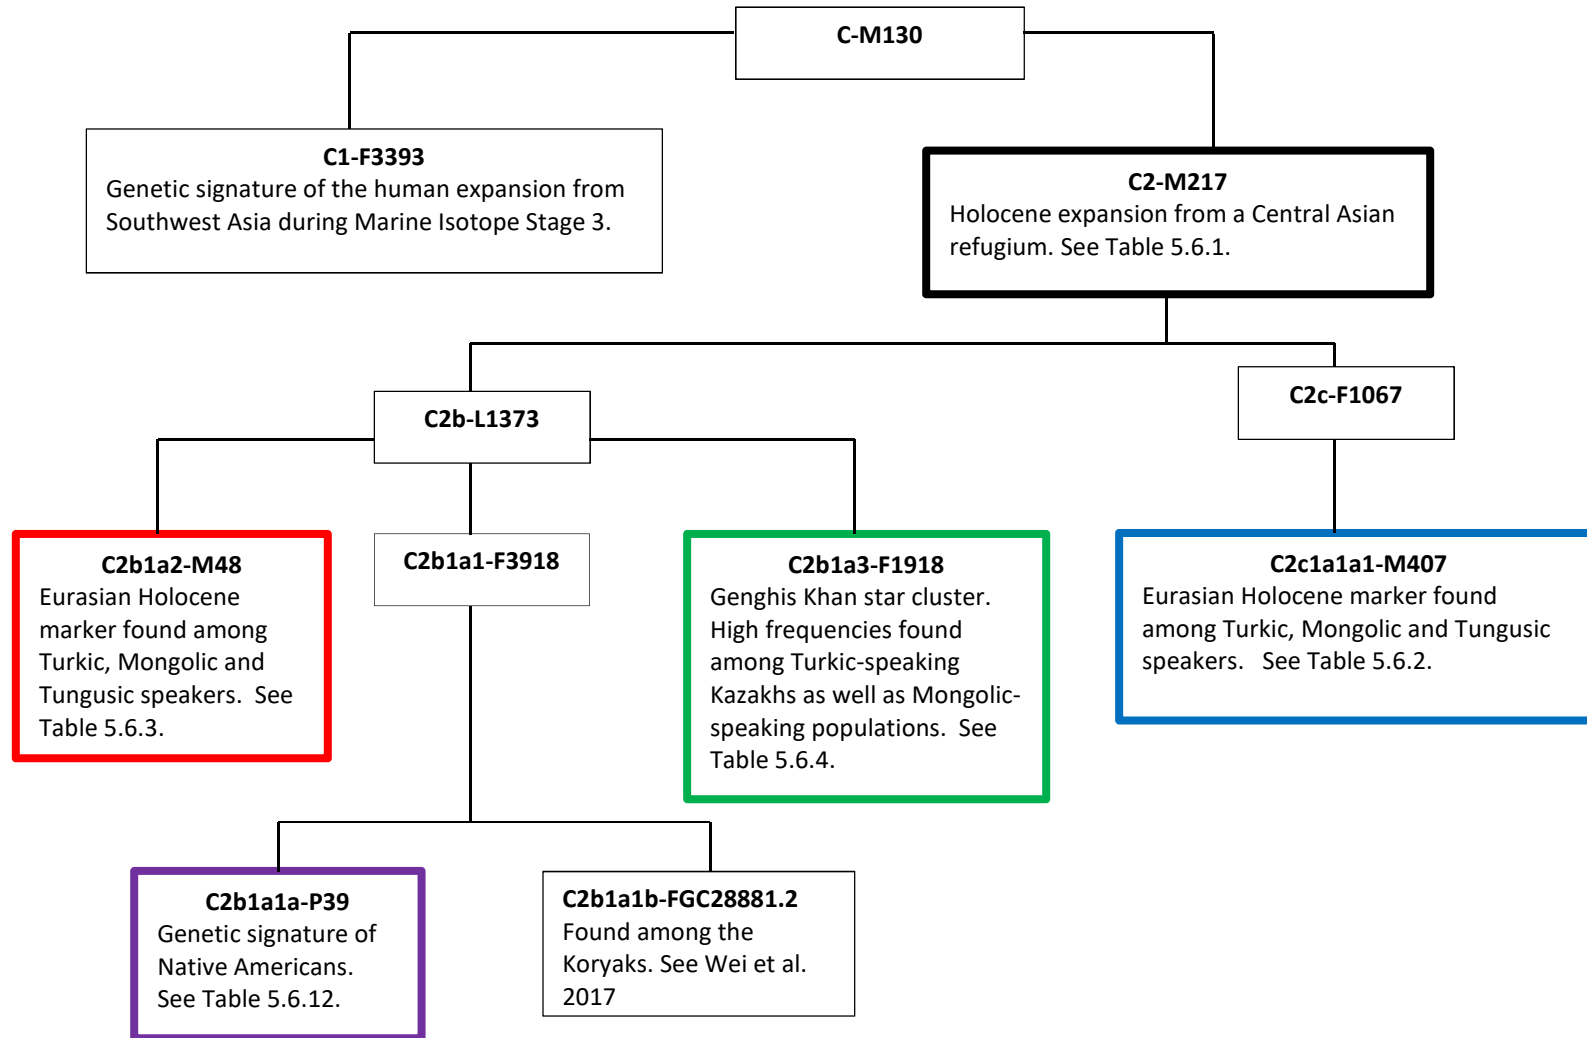 C-M130
C1-F3393
Genetic signature of the human expansion from
Southwest Asia during Marine Isotope Stage 3.
C2-M217
Holocene expansion from a Central Asian
refugium. See Table 5.6.1.
C2b-L1373
C2c-F1067
C2b1a2-M48
Eurasian Holocene
marker found among
Turkic, Mongolic and
Tungusic speakers.  See
Table 5.6.3.
C2b1a1-F3918
C2b1a3-F1918
Genghis Khan star cluster.
High frequencies found
among Turkic-speaking
Kazakhs as well as Mongolic-
speaking populations.  See
Table 5.6.4.
C2c1a1a1-M407
Eurasian Holocene marker found
among Turkic, Mongolic and Tungusic
speakers.   See Table 5.6.2.
C2b1a1a-P39
Genetic signature of
Native Americans.
See Table 5.6.12.
C2b1a1b-FGC28881.2
Found among the
Koryaks. See Wei et al.
2017